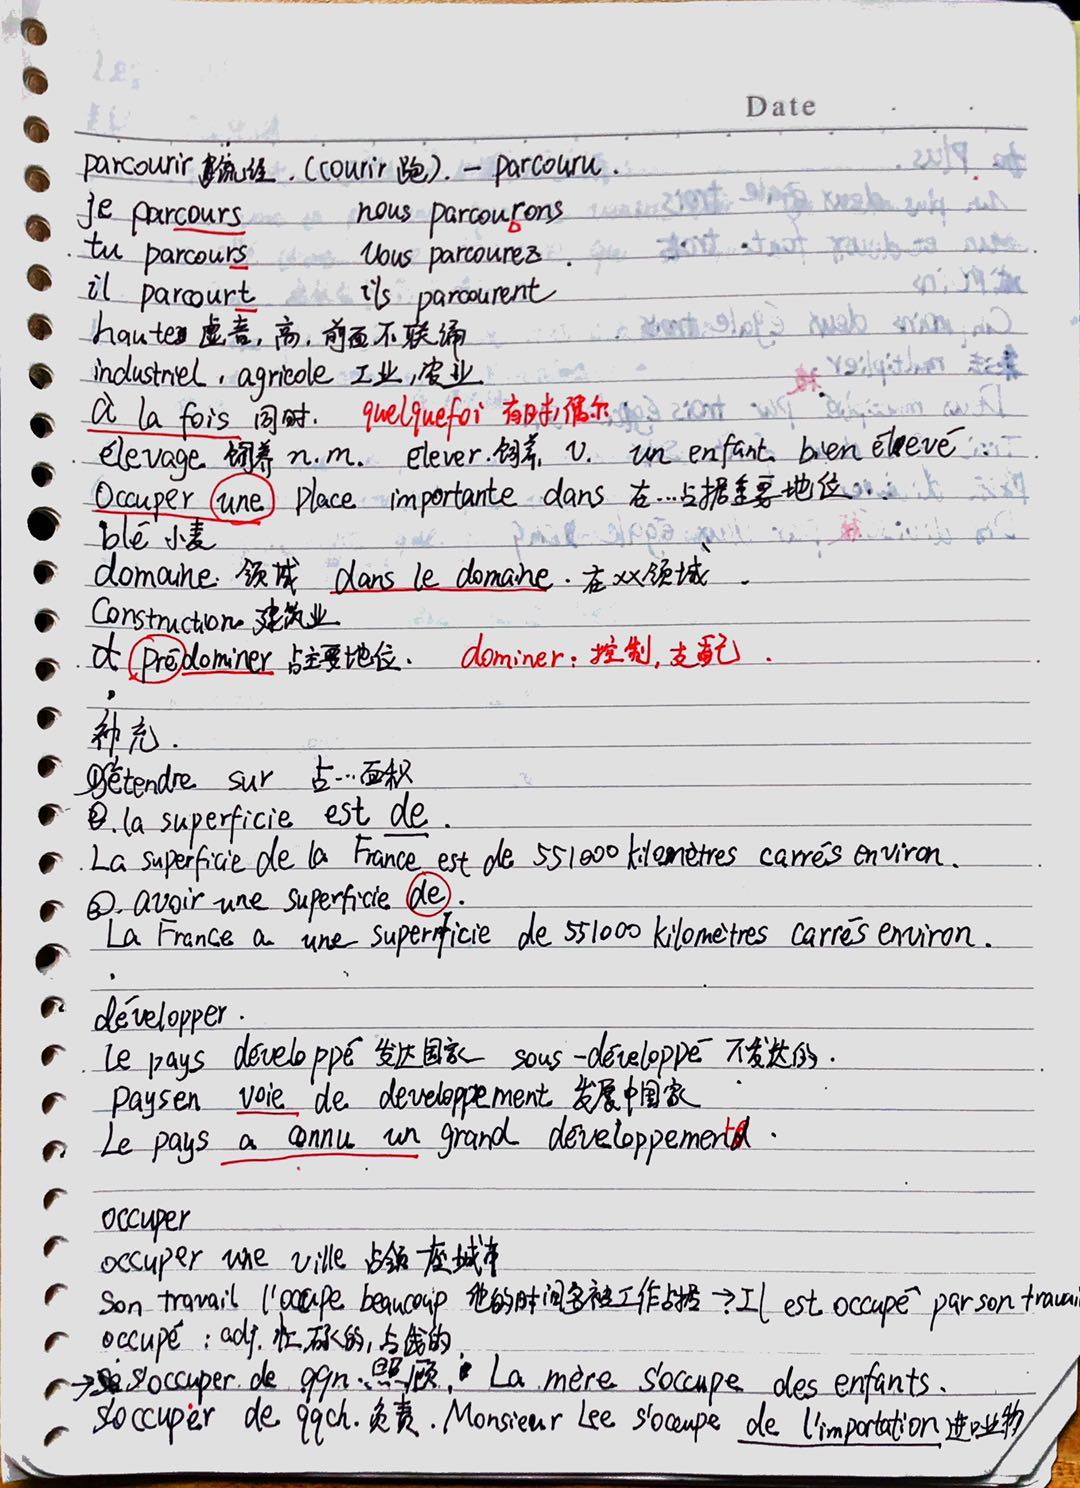 Date
parcourir 流经. (courir 跑). — parcouru.
je parcours nous parcourons
tu parcours vous parcourez.
il parcourt ils parcourent
haute 虚音, 高, 前面不联诵
industriel, agricole 工业, 农业
à la fois 同时. quelquefoi 有时, 偶尔
élevage 饲养 n.m. elever. 饲养, v. un enfant bien élevé.
Occuper une place importante dans 在…占据重要地位.
blé 小麦
domaine. 领域 dans le domaine. 在xx领域.
Construction 建筑业
prédominer 占主要地位. dominer: 控制, 支配.
补充.
① s'étendre sur 占…面积
②. la superficie est de.
La superficie de la France est de 551000 kilomètres carrés environ.
③. avoir une superficie de.
La France a une superficie de 551000 kilomètres carrés environ.
développer.
Le pays développé 发达国家 sous-développé 不发达的.
Pays en voie de developpement 发展中国家
Le pays a connu un grand développement.
occuper
occuper une ville 占领一座城市
Son travail l'occupe beaucoup 他的时间多被工作占据 → Il est occupé par son travai
occupé: adj. 忙碌的, 占线的
→ s'occuper de qqn. 照顾, La mère s'occupe des enfants.
s'occuper de qqch. 负责. Monsieur Lee s'occupe de l'importation 进口业务